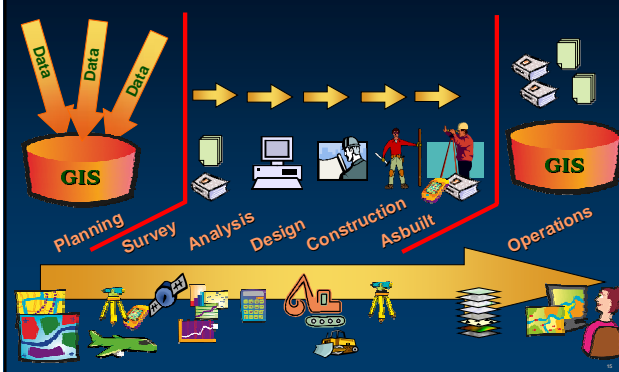 Data
Data
Data
GIS
GIS
Planning
Survey
Analysis
Design
Construction
Asbuilt
Operations